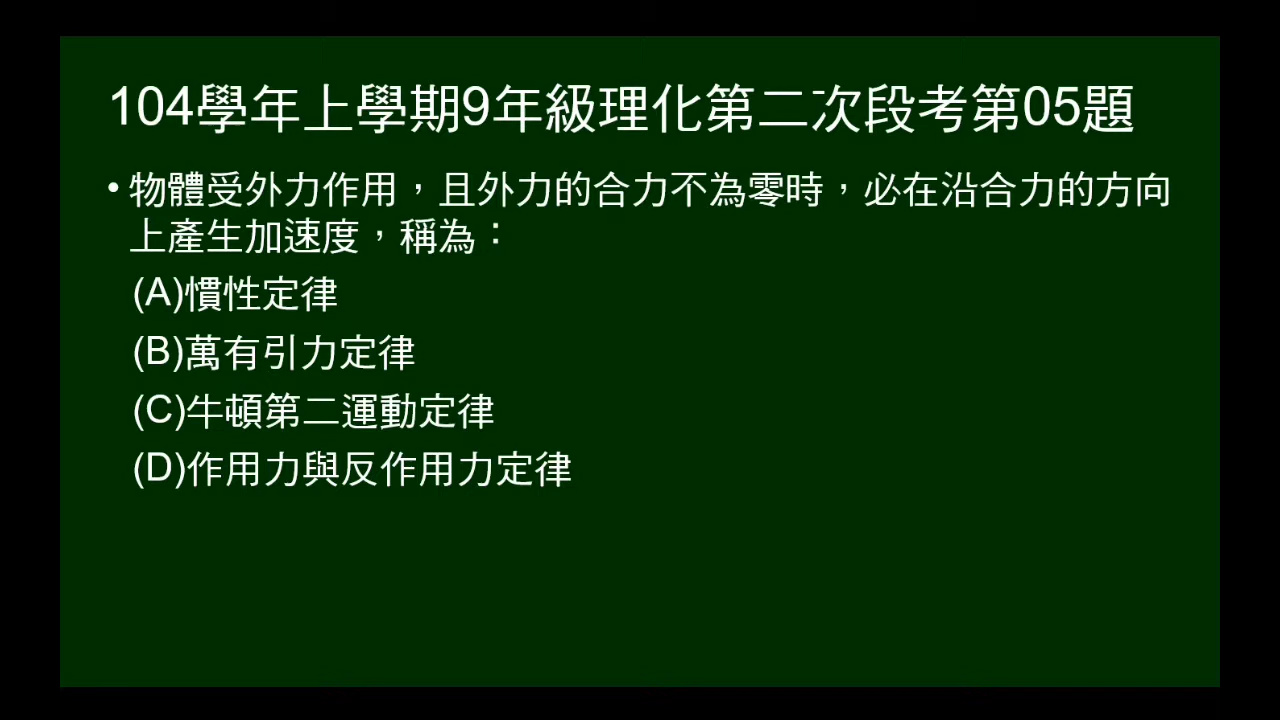 104學年上學期9年級理化第二次段考第05題
•物體受外力作用，且外力的合力不為零時，必在沿合力的方向
上產生加速度，稱為：
(A)慣性定律
(B)萬有引力定律
(C)牛頓第二運動定律
(D)作用力與反作用力定律